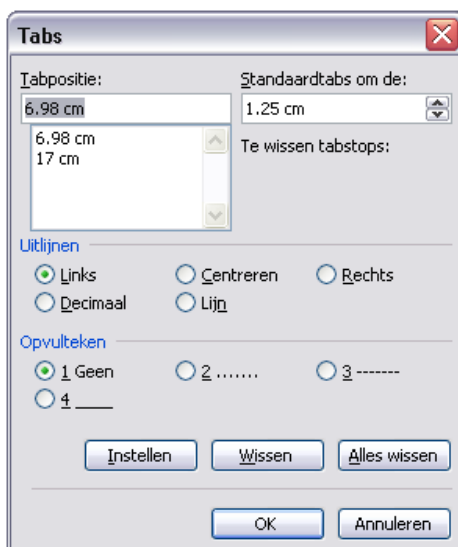 Tabs
Tabpositie:
Standaardtabs om de:
6.98 cm
1.25 cm
6.98 cm
17 cm
Te wissen tabstops:
Uitlijnen
Links
Centreren
Rechts
Decimaal
Lijn
Opvulteken
1 Geen
2 .......
3 -------
4 ____
Instellen
Wissen
Alles wissen
OK
Annuleren